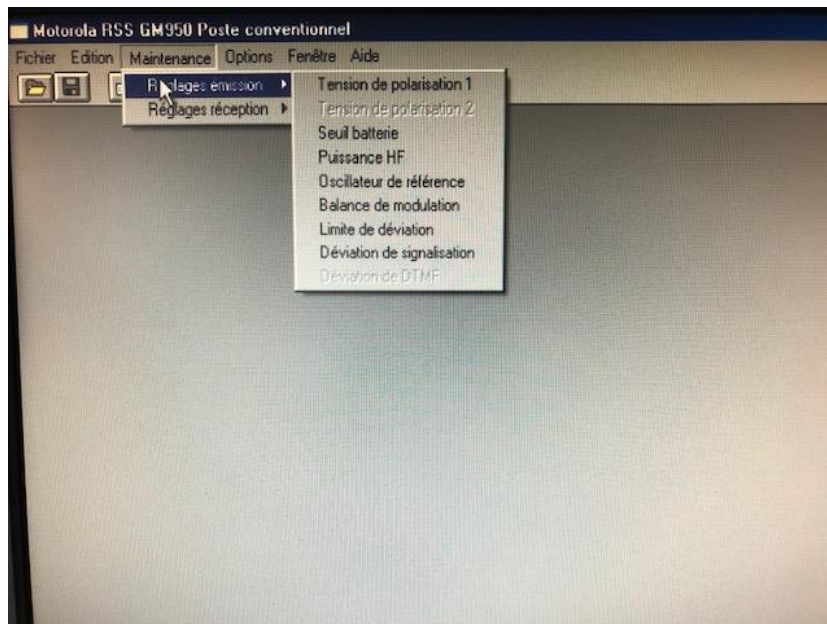 Motorola RSS GM950 Poste conventionnel
Fichier Edition Maintenance Options Fenêtre Aide
Réglages émission
Réglages réception
Tension de polarisation 1
Tension de polarisation 2
Seuil batterie
Puissance HF
Oscillateur de référence
Balance de modulation
Limite de déviation
Déviation de signalisation
Déviation de DTMF